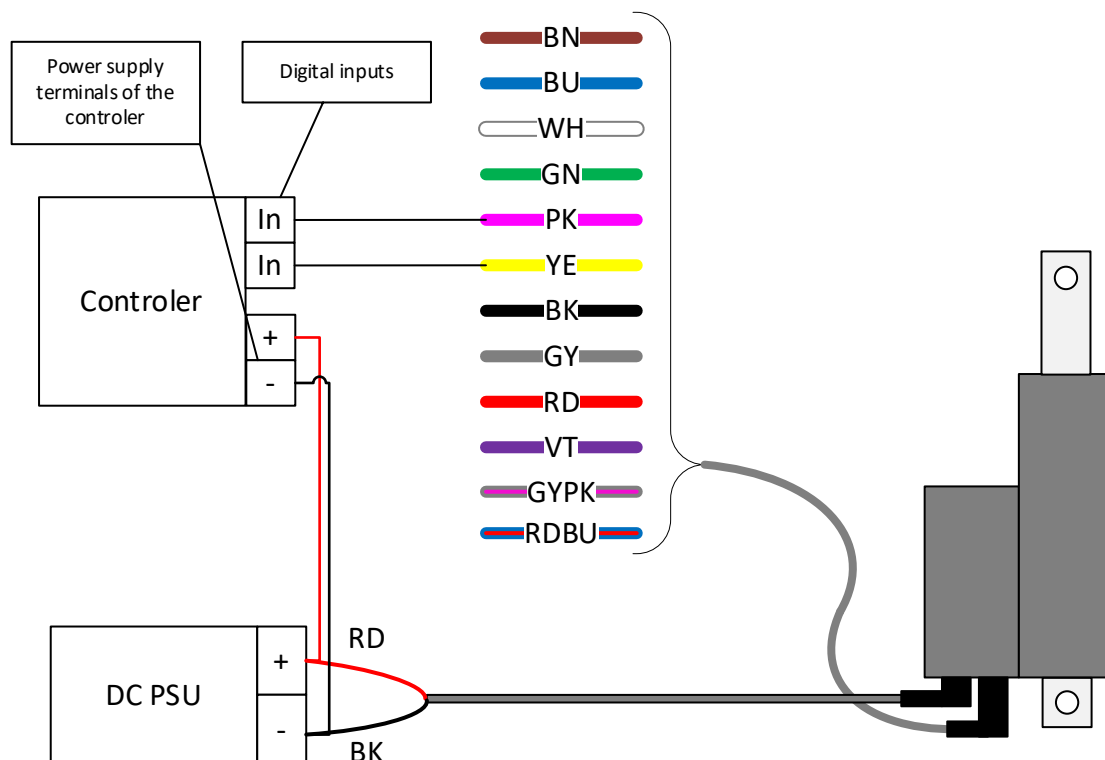 Power supply
terminals of the
controler
Digital inputs
BN
BU
WH
GN
PK
YE
BK
GY
RD
VT
GYPK
RDBU
In
In
Controler
+
-
RD
+
DC PSU
-
BK